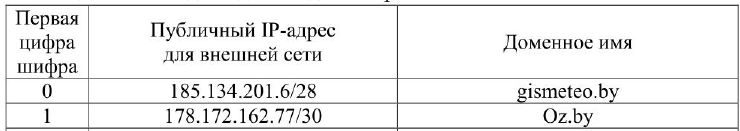 Первая цифра шифра | Публичный IP-адрес для внешней сети | Доменное имя
0 | 185.134.201.6/28 | gismeteo.by
1 | 178.172.162.77/30 | Oz.by